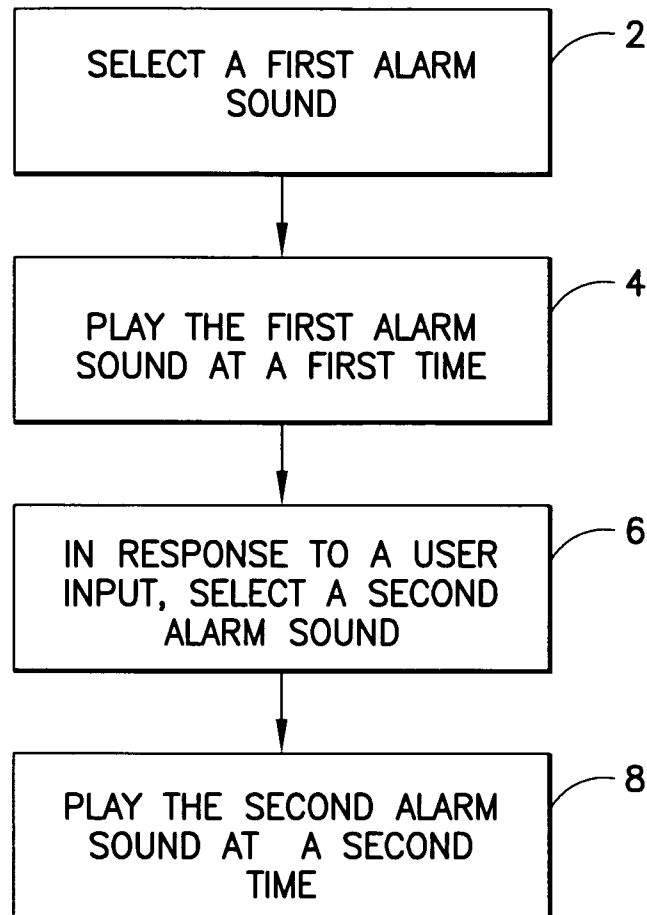 SELECT A FIRST ALARM
SOUND
2
PLAY THE FIRST ALARM
SOUND AT A FIRST TIME
4
IN RESPONSE TO A USER
INPUT, SELECT A SECOND
ALARM SOUND
6
PLAY THE SECOND ALARM
SOUND AT A SECOND
TIME
8